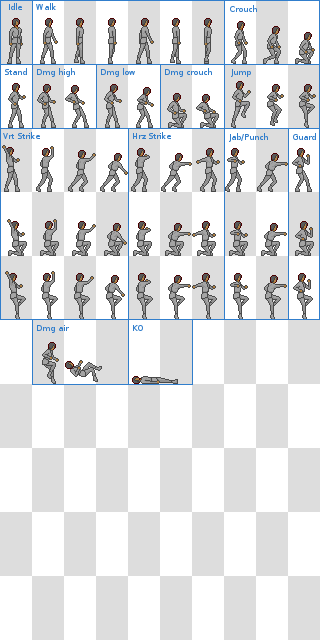 Idle Walk Crouch
Stand Dmg high Dmg low Dmg crouch Jump
Vrt Strike Hrz Strike Jab/Punch Guard
Dmg air KO